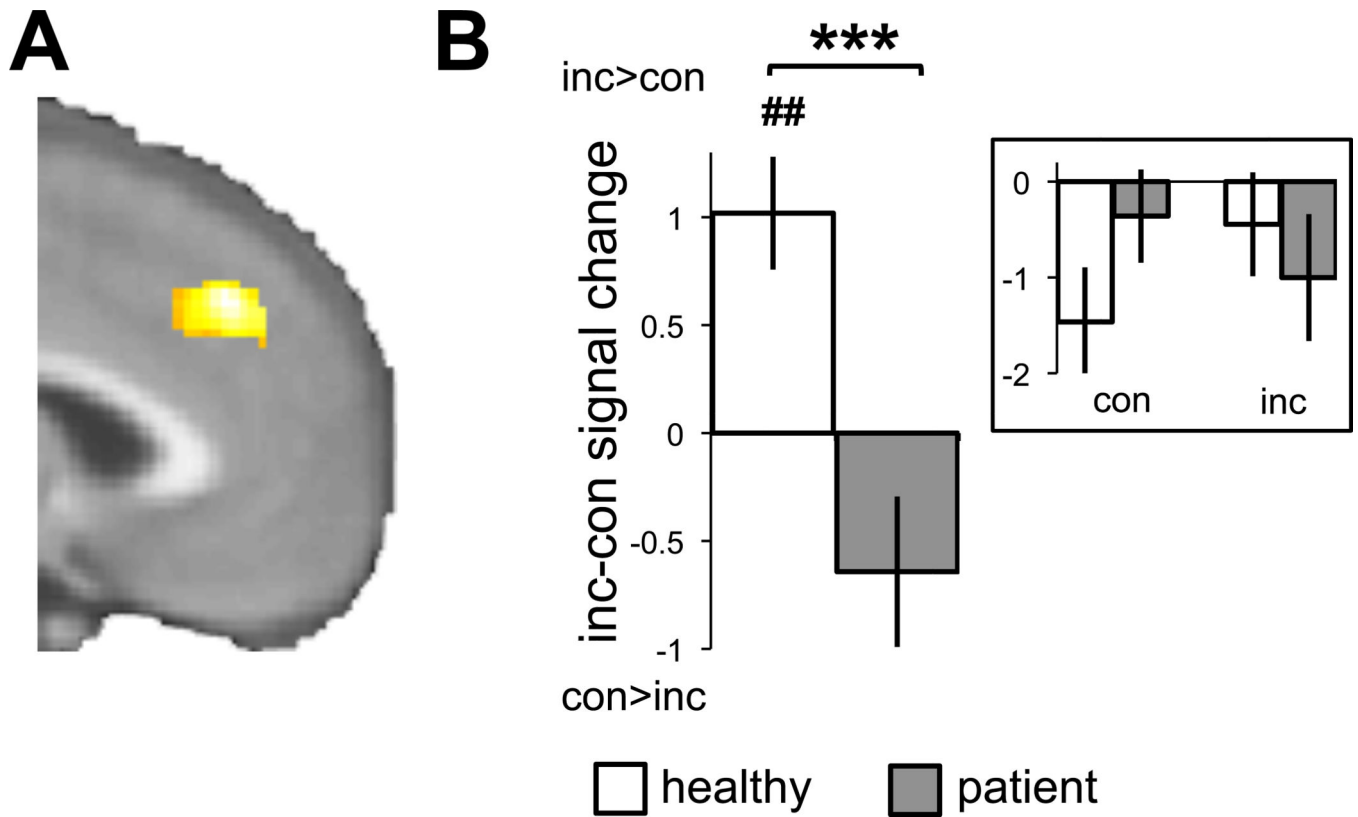 A
B
***
inc>con
##
inc-con signal change
1
0.5
0
-0.5
-1
con>inc
0
-1
-2
con inc
healthy patient